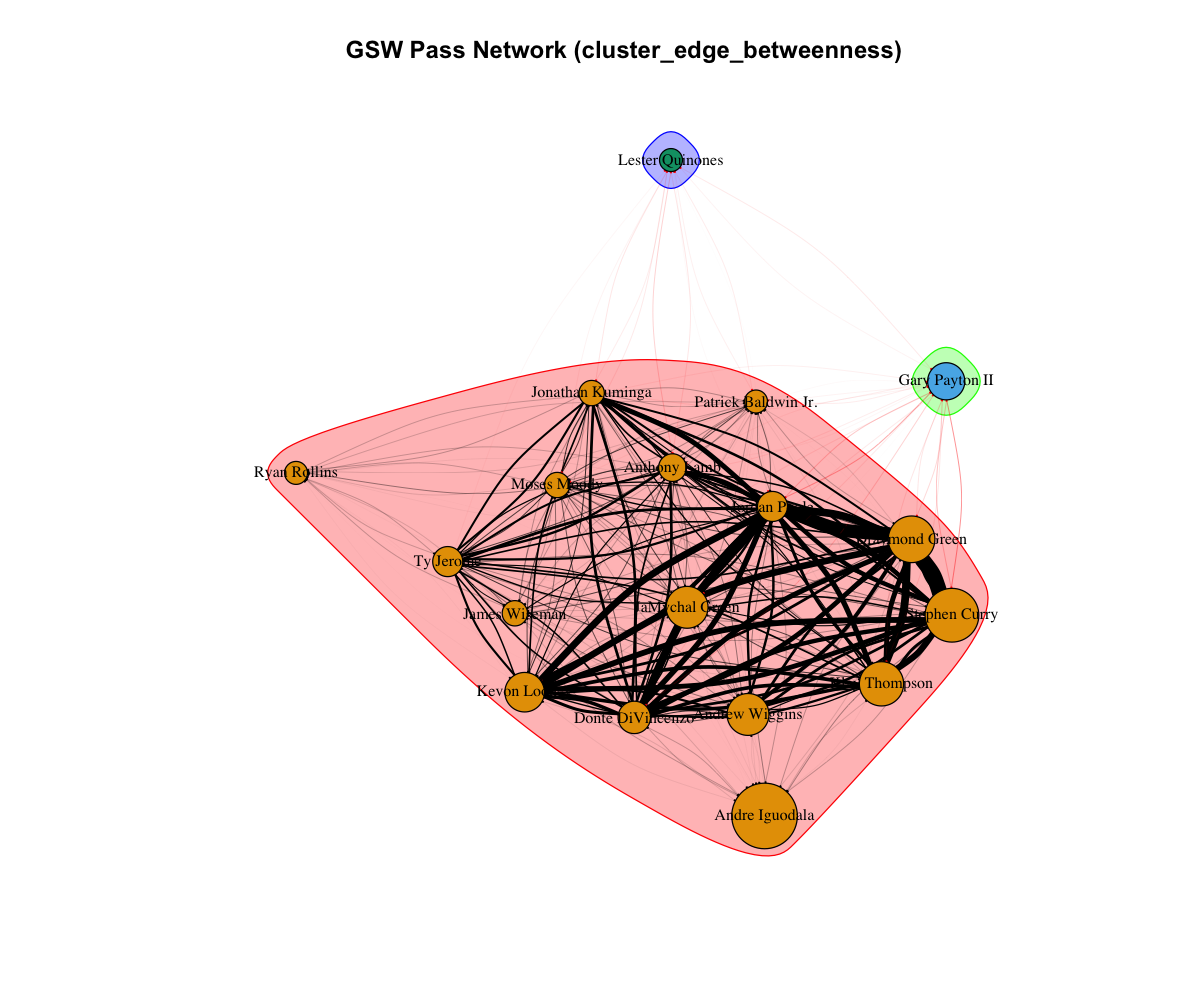 GSW Pass Network (cluster_edge_betweenness)
Lester Quinones
Gary Payton II
Jonathan Kuminga
Patrick Baldwin Jr.
Ryan Rollins
Anthony Lamb
Moses Moody
Jordan Poole
Draymond Green
Ty Jerome
JaMychal Green
James Wiseman
Stephen Curry
Thompson
Kevon Looney
Donte DiVincenzo
Andrew Wiggins
Andre Iguodala